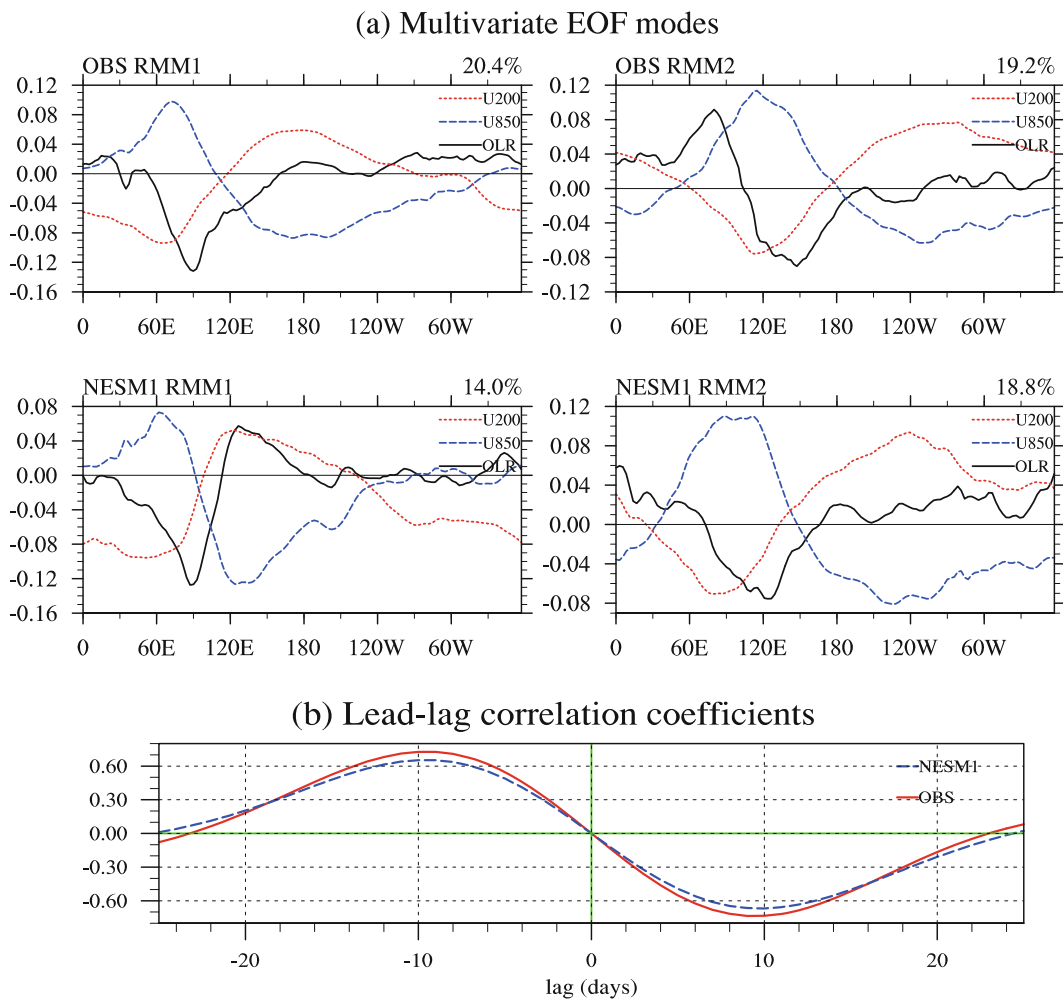 (a) Multivariate EOF modes
OBS RMM1 20.4%
0.12
0.08
0.04
0.00
-0.04
-0.08
-0.12
-0.16
U200
U850
OLR
0 60E 120E 180 120W 60W
OBS RMM2 19.2%
0.12
0.08
0.04
0.00
-0.04
-0.08
-0.12
U200
U850
OLR
0 60E 120E 180 120W 60W
NESM1 RMM1 14.0%
0.08
0.04
0.00
-0.04
-0.08
-0.12
-0.16
U200
U850
OLR
0 60E 120E 180 120W 60W
NESM1 RMM2 18.8%
0.12
0.08
0.04
0.00
-0.04
-0.08
U200
U850
OLR
0 60E 120E 180 120W 60W
(b) Lead-lag correlation coefficients
0.60
0.30
0.00
-0.30
-0.60
NESM1
OBS
-20 -10 0 10 20
lag (days)